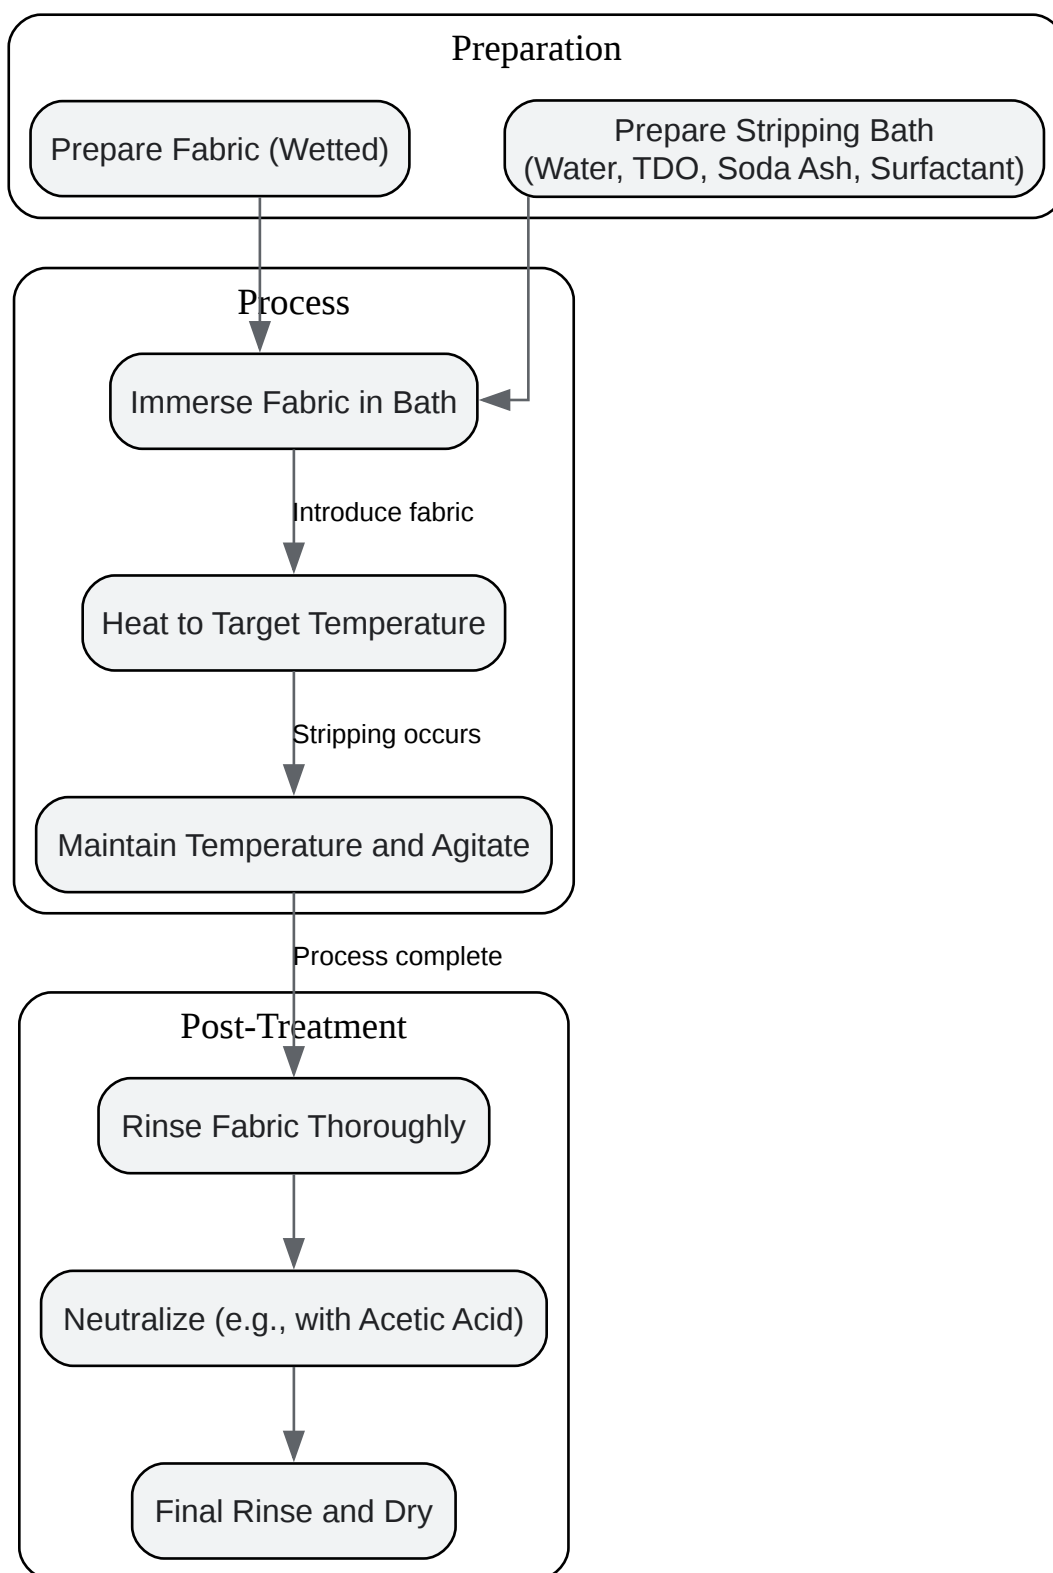 Preparation
Prepare Fabric (Wetted)
Prepare Stripping Bath
(Water, TDO, Soda Ash, Surfactant)
Process
Immerse Fabric in Bath
Introduce fabric
Heat to Target Temperature
Stripping occurs
Maintain Temperature and Agitate
Process complete
Post-Treatment
Rinse Fabric Thoroughly
Neutralize (e.g., with Acetic Acid)
Final Rinse and Dry